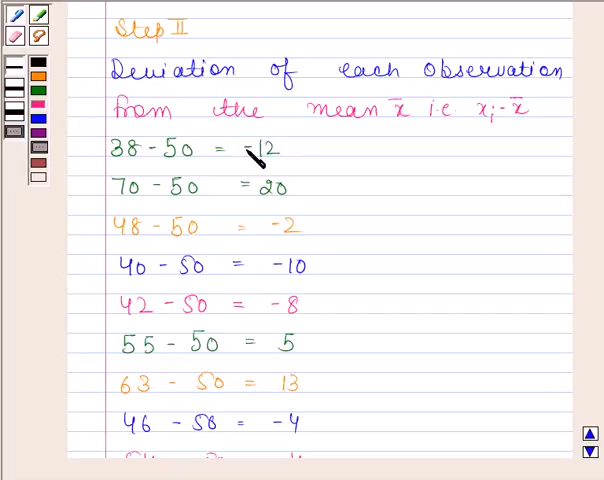 Step II
Deviation of each observation
from the mean x̄ i.e. xᵢ - x̄
38 - 50 = -12
70 - 50 = 20
48 - 50 = -2
40 - 50 = -10
42 - 50 = -8
55 - 50 = 5
63 - 50 = 13
46 - 50 = -4